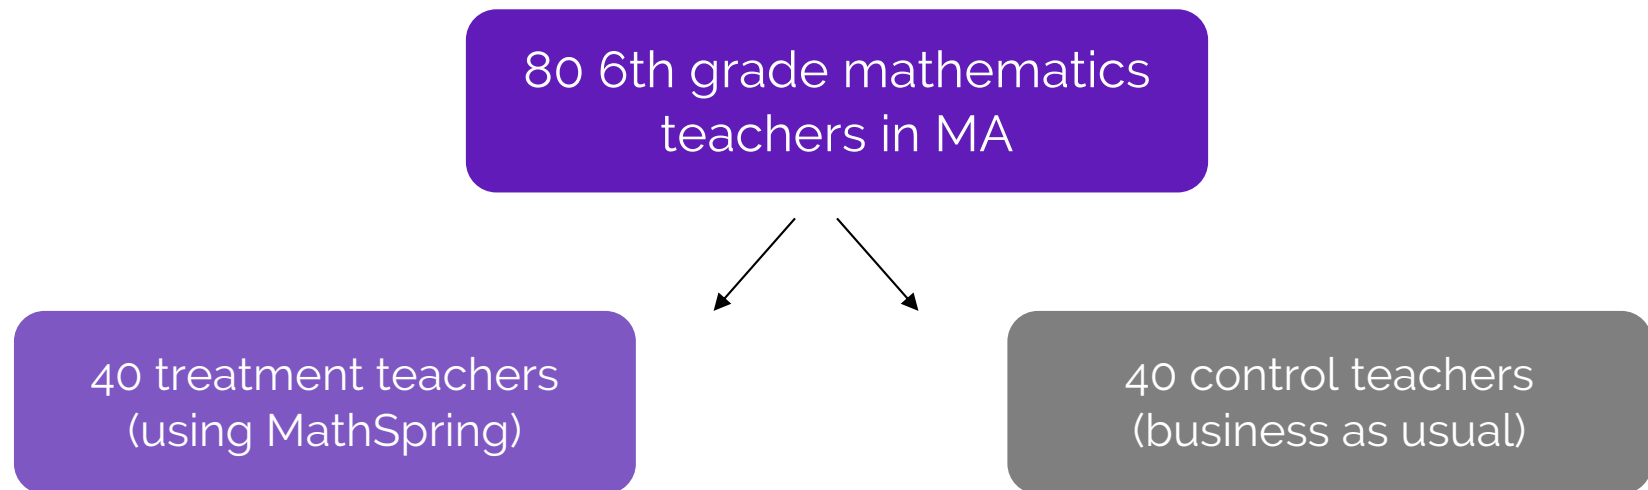 80 6th grade mathematics
teachers in MA
40 treatment teachers
(using MathSpring)
40 control teachers
(business as usual)